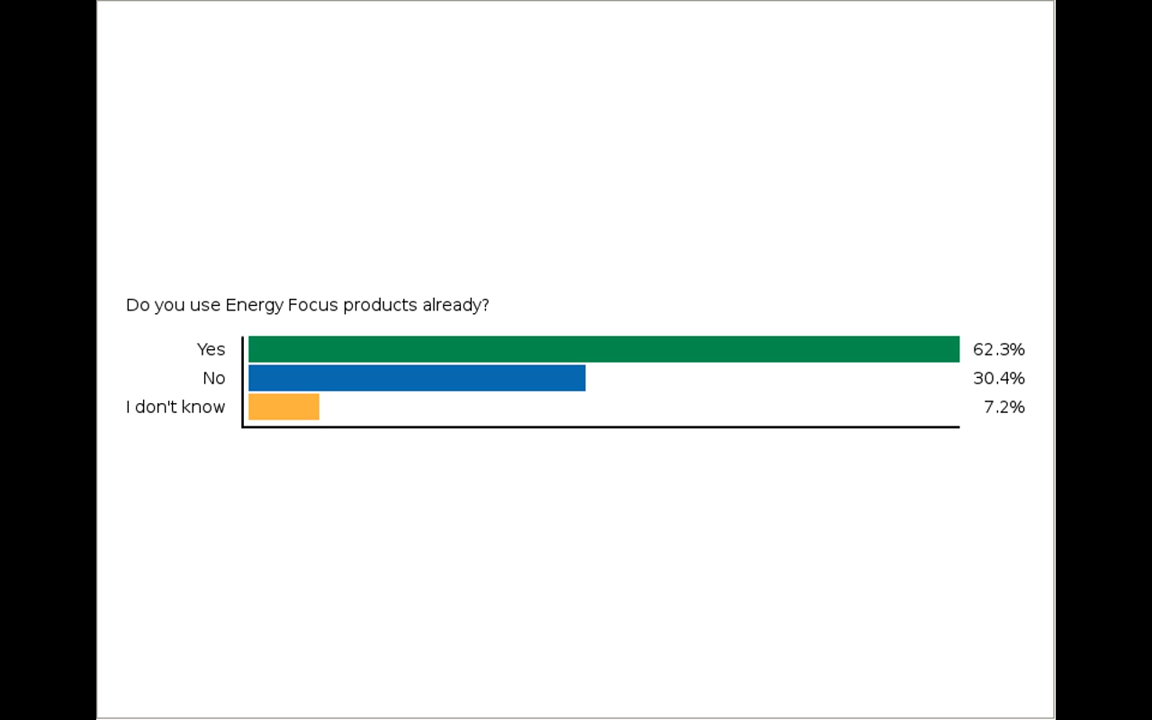 Do you use Energy Focus products already?
Yes 62.3%
No 30.4%
I don't know 7.2%